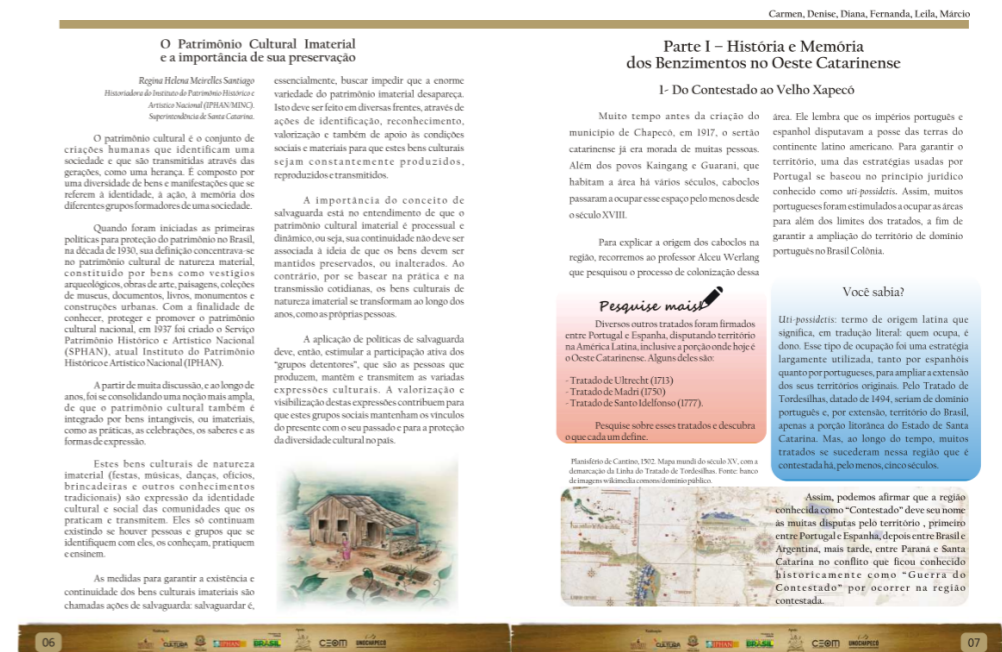 Carmen, Denise, Diana, Fernanda, Leila, Márcio
O Patrimônio Cultural Imaterial
e a importância de sua preservação
Regina Helena Meirelles Santiago
Historiadora do Instituto do Patrimônio Histórico e
Artístico Nacional (IPHAN/MINC).
Superintendência de Santa Catarina.
O patrimônio cultural é o conjunto de
criações humanas que identificam uma
sociedade e que são transmitidas através das
gerações, como uma herança. É composto por
uma diversidade de bens e manifestações que se
referem à identidade, à ação, à memória dos
diferentes grupos formadores de uma sociedade.
Quando foram iniciadas as primeiras
políticas para proteção do patrimônio no Brasil,
na década de 1930, sua definição concentrava-se
no patrimônio cultural de natureza material,
constituído por bens como vestígios
arqueológicos, obras de arte, paisagens, coleções
de museus, documentos, livros, monumentos e
construções urbanas. Com a finalidade de
conhecer, proteger e promover o patrimônio
cultural nacional, em 1937 foi criado o Serviço
Patrimônio Histórico e Artístico Nacional
(SPHAN), atual Instituto do Patrimônio
Histórico e Artístico Nacional (IPHAN).
A partir de muita discussão, e ao longo de
anos, foi se consolidando uma noção mais ampla,
de que o patrimônio cultural também é
integrado por bens intangíveis, ou imateriais,
como as práticas, as celebrações, os saberes e as
formas de expressão.
Estes bens culturais de natureza
imaterial (festas, músicas, danças, ofícios,
brincadeiras e outros conhecimentos
tradicionais) são expressão da identidade
cultural e social das comunidades que os
praticam e transmitem. Eles só continuam
existindo se houver pessoas e grupos que se
identifiquem com eles, os conheçam, pratiquem
e ensinem.
As medidas para garantir a existência e
continuidade dos bens culturais imateriais são
chamadas ações de salvaguarda: salvaguardar é,
essencialmente, buscar impedir que a enorme
variedade do patrimônio imaterial desapareça.
Isto deve ser feito em diversas frentes, através de
ações de identificação, reconhecimento,
valorização e também de apoio às condições
sociais e materiais para que estes bens culturais
sejam constantemente produzidos,
reproduzidos e transmitidos.
A importância do conceito de
salvaguarda está no entendimento de que o
patrimônio cultural imaterial é processual e
dinâmico, ou seja, sua continuidade não deve ser
associada à ideia de que os bens devem ser
mantidos preservados, ou inalterados. Ao
contrário, por se basear na prática e na
transmissão cotidianas, os bens culturais de
natureza imaterial se transformam ao longo dos
anos, como as próprias pessoas.
A aplicação de políticas de salvaguarda
deve, então, estimular a participação ativa dos
“grupos detentores”, que são as pessoas que
produzem, mantêm e transmitem as variadas
expressões culturais. A valorização e
visibilização destas expressões contribuem para
que estes grupos sociais mantenham os vínculos
do presente com o seu passado e para a proteção
da diversidade cultural no país.
06
CULTURA
IPHAN
BRASIL
CEOM
UNOCHAPECÓ
Parte I – História e Memória
dos Benzimentos no Oeste Catarinense
1- Do Contestado ao Velho Xapecó
Muito tempo antes da criação do
município de Chapecó, em 1917, o sertão
catarinense já era morada de muitas pessoas.
Além dos povos Kaingang e Guarani, que
habitam a área há vários séculos, caboclos
passaram a ocupar esse espaço pelo menos desde
o século XVIII.
Para explicar a origem dos caboclos na
região, recorremos ao professor Alceu Werlang
que pesquisou o processo de colonização dessa
área. Ele lembra que os impérios português e
espanhol disputavam a posse das terras do
continente latino americano. Para garantir o
território, uma das estratégias usadas por
Portugal se baseou no princípio jurídico
conhecido como uti-possidetis. Assim, muitos
portugueses foram estimulados a ocupar as áreas
para além dos limites dos tratados, a fim de
garantir a ampliação do território de domínio
português no Brasil Colônia.
Pesquise mais!
Diversos outros tratados foram firmados
entre Portugal e Espanha, disputando território
na América Latina, inclusive a porção onde hoje é
o Oeste Catarinense. Alguns deles são:
- Tratado de Ultrecht (1713)
- Tratado de Madri (1750)
- Tratado de Santo Idelfonso (1777).
Pesquise sobre esses tratados e descubra
o que cada um define.
Você sabia?
Uti-possidetis: termo de origem latina que
significa, em tradução literal: quem ocupa, é
dono. Esse tipo de ocupação foi uma estratégia
largamente utilizada, tanto por espanhóis
quanto por portugueses, para ampliar a extensão
dos seus territórios originais. Pelo Tratado de
Tordesilhas, datado de 1494, seriam de domínio
português e, por extensão, território do Brasil,
apenas a porção litorânea do Estado de Santa
Catarina. Mas, ao longo do tempo, muitos
tratados se sucederam nessa região que é
contestada há, pelo menos, cinco séculos.
Planisfério de Cantino, 1502. Mapa mundi do século XV, com a
demarcação da Linha do Tratado de Tordesilhas. Fonte: banco
de imagens wikimedia comons/domínio público.
Assim, podemos afirmar que a região
conhecida como “Contestado” deve seu nome
às muitas disputas pelo território , primeiro
entre Portugal e Espanha, depois entre Brasil e
Argentina, mais tarde, entre Paraná e Santa
Catarina no conflito que ficou conhecido
historicamente como “Guerra do
Contestado” por ocorrer na região
contestada.
CULTURA
IPHAN
BRASIL
CEOM
UNOCHAPECÓ
07